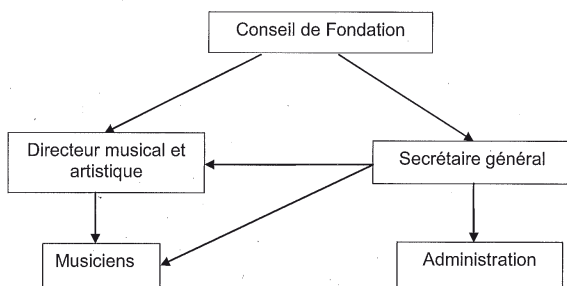 Conseil de Fondation
Directeur musical et
artistique
Secrétaire général
Musiciens
Administration